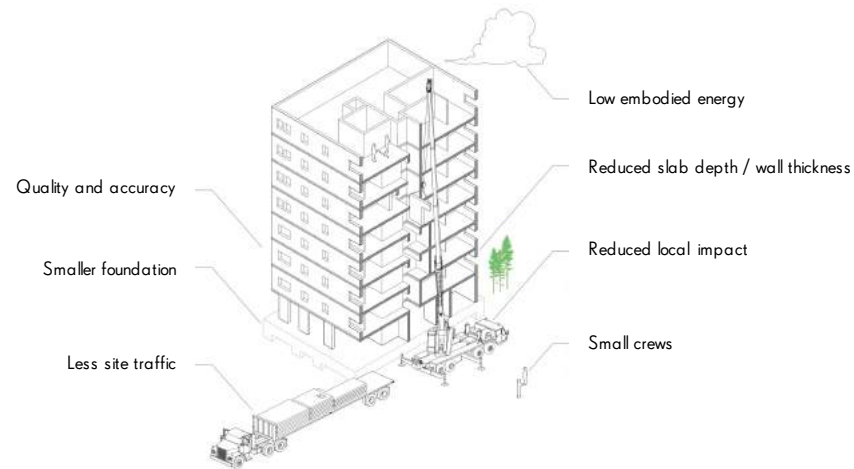 Low embodied energy
Reduced slab depth / wall thickness
Quality and accuracy
Reduced local impact
Smaller foundation
Small crews
Less site traffic